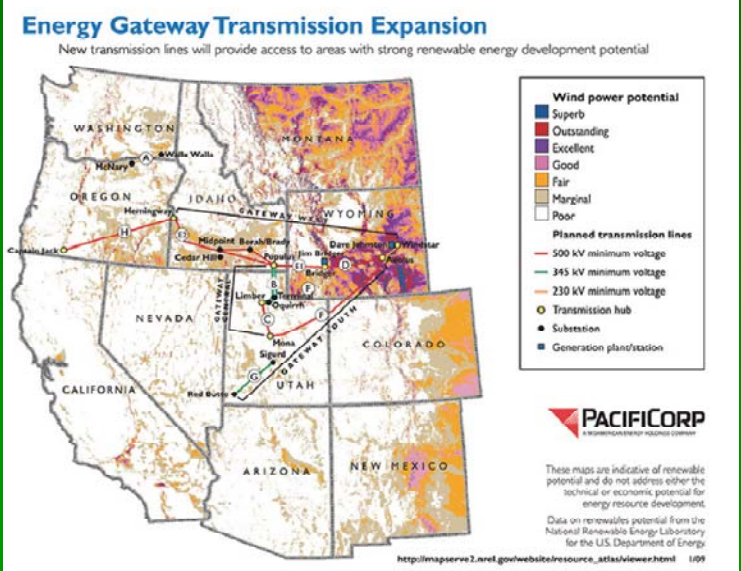 Energy Gateway Transmission Expansion
New transmission lines will provide access to areas with strong renewable energy development potential
WASHINGTON
MONTANA
A
Walla Walla
McNary
OREGON
IDAHO
Hemingway
GATEWAY WEST
WYOMING
H
E
Captain Jack
Midpoint
Borah/Brady
Cedar Hill
Populus
Jim Bridger
Dave Johnston
Windstar
Aeolus
E
Bridger
D
B
F
GATEWAY CENTRAL
Limber
Terminal
Oquirrh
C
F
NEVADA
Mona
GATEWAY SOUTH
COLORADO
Sigurd
G
UTAH
CALIFORNIA
Red Butte
ARIZONA
NEW MEXICO
Wind power potential
Superb
Outstanding
Excellent
Good
Fair
Marginal
Poor
Planned transmission lines
500 kV minimum voltage
345 kV minimum voltage
230 kV minimum voltage
Transmission hub
Substation
Generation plant/station
PACIFICORP
A MIDAMERICAN ENERGY HOLDINGS COMPANY
These maps are indicative of renewable
potential and do not address either the
technical or economic potential for
energy resource development.
Data on renewables potential from the
National Renewable Energy Laboratory
for the U.S. Department of Energy
http://mapserve2.nrel.gov/website/resource_atlas/viewer.html 1/09